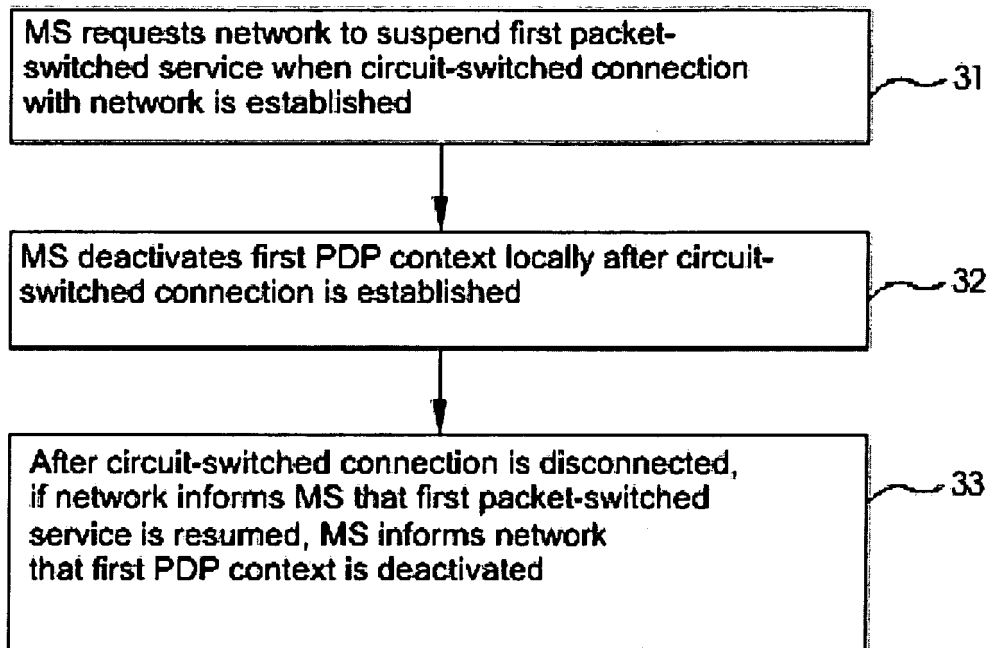 MS requests network to suspend first packet-
switched service when circuit-switched connection
with network is established
31
MS deactivates first PDP context locally after circuit-
switched connection is established
32
After circuit-switched connection is disconnected,
if network informs MS that first packet-switched
service is resumed, MS informs network
that first PDP context is deactivated
33